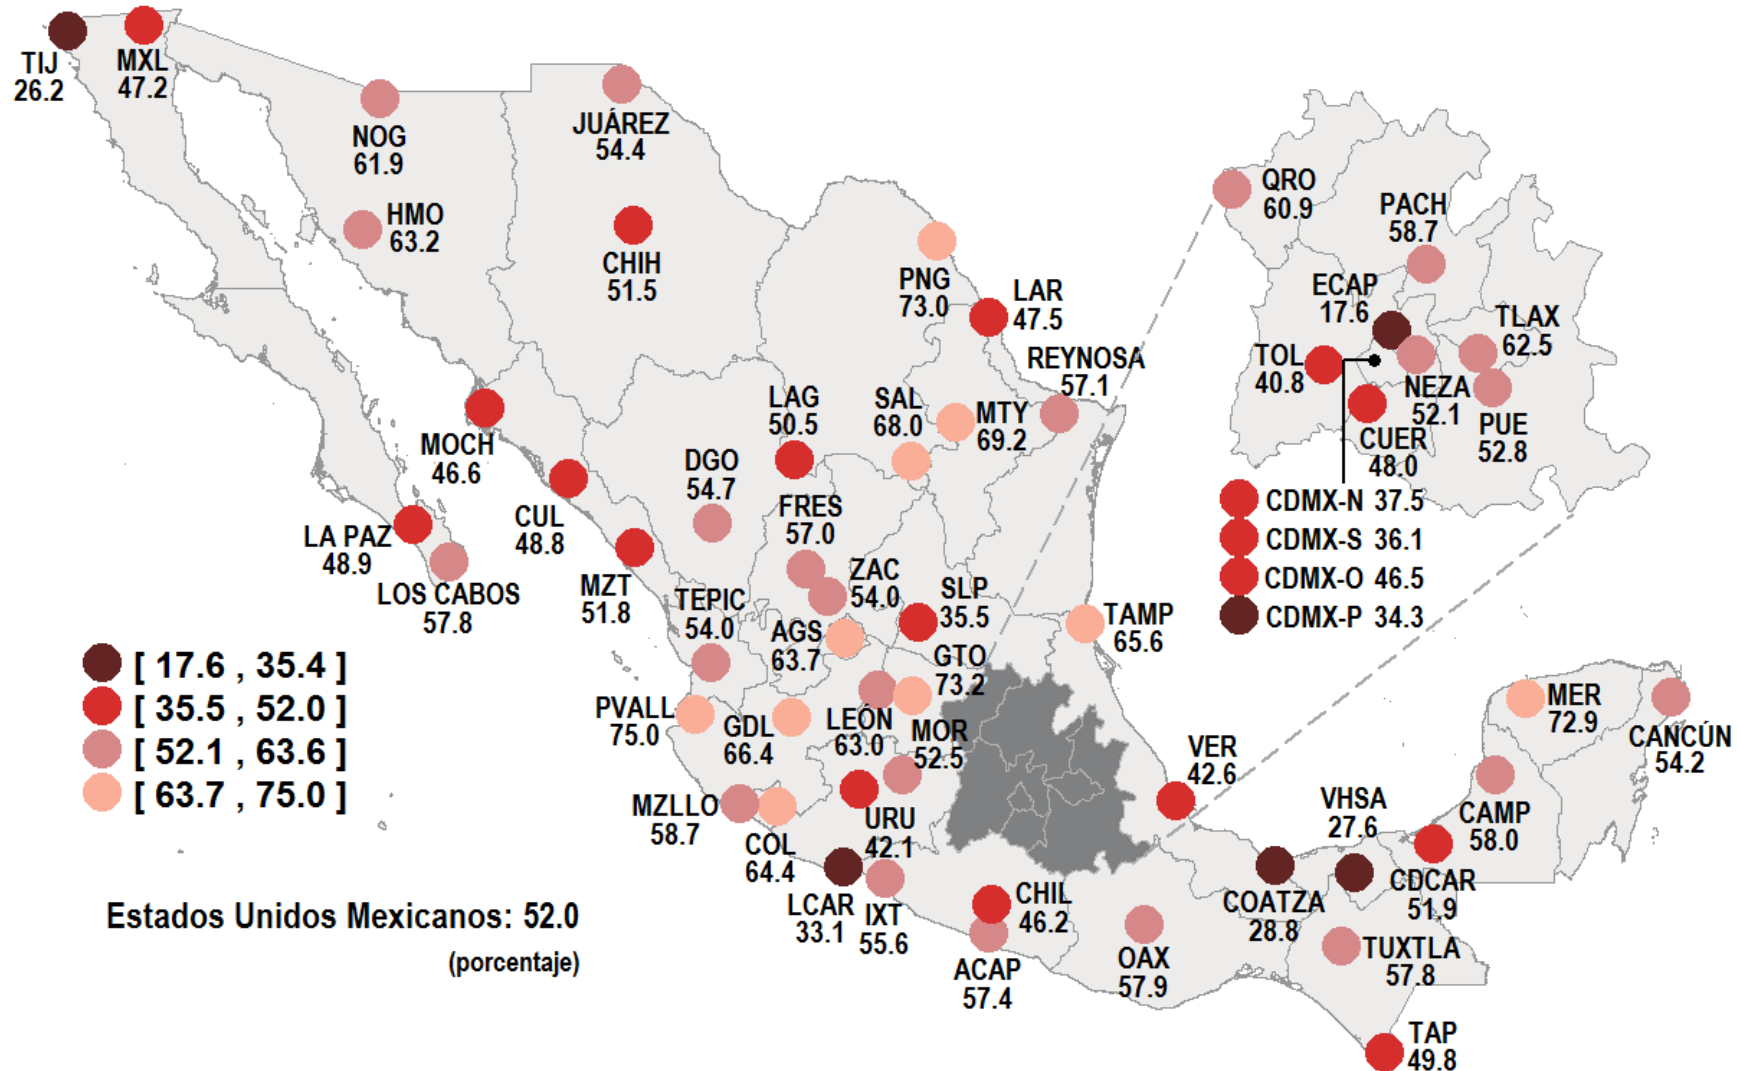 TIJ
26.2
MXL
47.2
NOG
61.9
HMO
63.2
JUÁREZ
54.4
CHIH
51.5
PNG
73.0
LAR
47.5
REYNOSA
57.1
LAG
50.5
SAL
68.0
MTY
69.2
MOCH
46.6
DGO
54.7
FRES
57.0
CUL
48.8
LA PAZ
48.9
LOS CABOS
57.8
MZT
51.8
TEPIC
54.0
ZAC
54.0
SLP
35.5
AGS
63.7
GTO
73.2
TAMP
65.6
PVALL
75.0
GDL
66.4
LEÓN
63.0
MOR
52.5
MZLLO
58.7
COL
64.4
URU
42.1
LCAR
33.1
IXT
55.6
CHIL
46.2
ACAP
57.4
OAX
57.9
VER
42.6
COATZA
28.8
VHSA
27.6
CDCAR
51.9
CAMP
58.0
MER
72.9
CANCÚN
54.2
TUXTLA
57.8
TAP
49.8
QRO
60.9
PACH
58.7
ECAP
17.6
TLAX
62.5
TOL
40.8
NEZA
52.1
PUE
52.8
CUER
48.0
CDMX-N 37.5
CDMX-S 36.1
CDMX-O 46.5
CDMX-P 34.3
[ 17.6 , 35.4 ]
[ 35.5 , 52.0 ]
[ 52.1 , 63.6 ]
[ 63.7 , 75.0 ]
Estados Unidos Mexicanos: 52.0
(porcentaje)